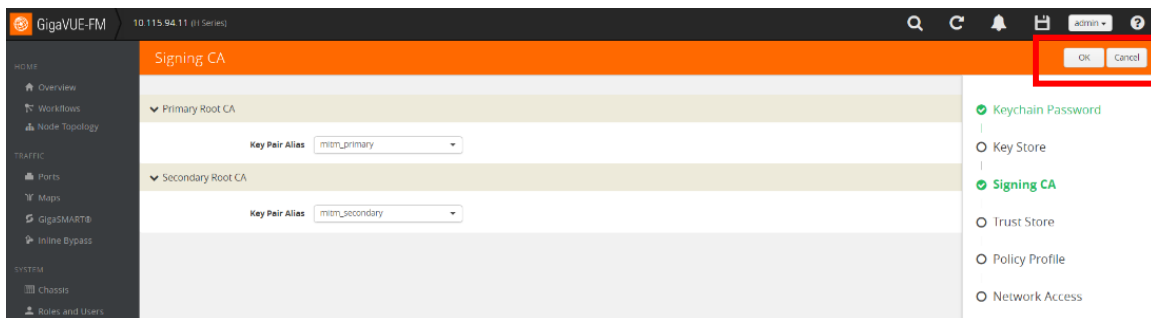 GigaVUE-FM 10.115.94.11 (H Series) admin
Signing CA OK Cancel
HOME
Overview
Workflows
Node Topology
TRAFFIC
Ports
Maps
GigaSMART®
Inline Bypass
SYSTEM
Chassis
Roles and Users
Primary Root CA
Key Pair Alias mitm_primary
Secondary Root CA
Key Pair Alias mitm_secondary
Keychain Password
Key Store
Signing CA
Trust Store
Policy Profile
Network Access